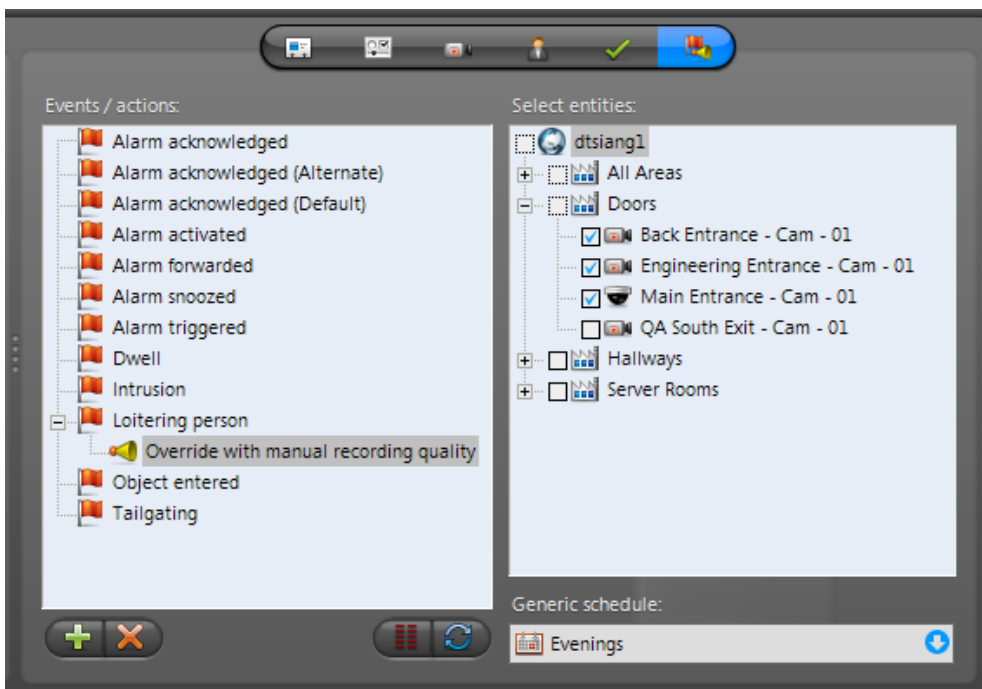 Events / actions:
Alarm acknowledged
Alarm acknowledged (Alternate)
Alarm acknowledged (Default)
Alarm activated
Alarm forwarded
Alarm snoozed
Alarm triggered
Dwell
Intrusion
Loitering person
Override with manual recording quality
Object entered
Tailgating
Select entities:
dtsiang1
All Areas
Doors
Back Entrance - Cam - 01
Engineering Entrance - Cam - 01
Main Entrance - Cam - 01
QA South Exit - Cam - 01
Hallways
Server Rooms
Generic schedule:
Evenings